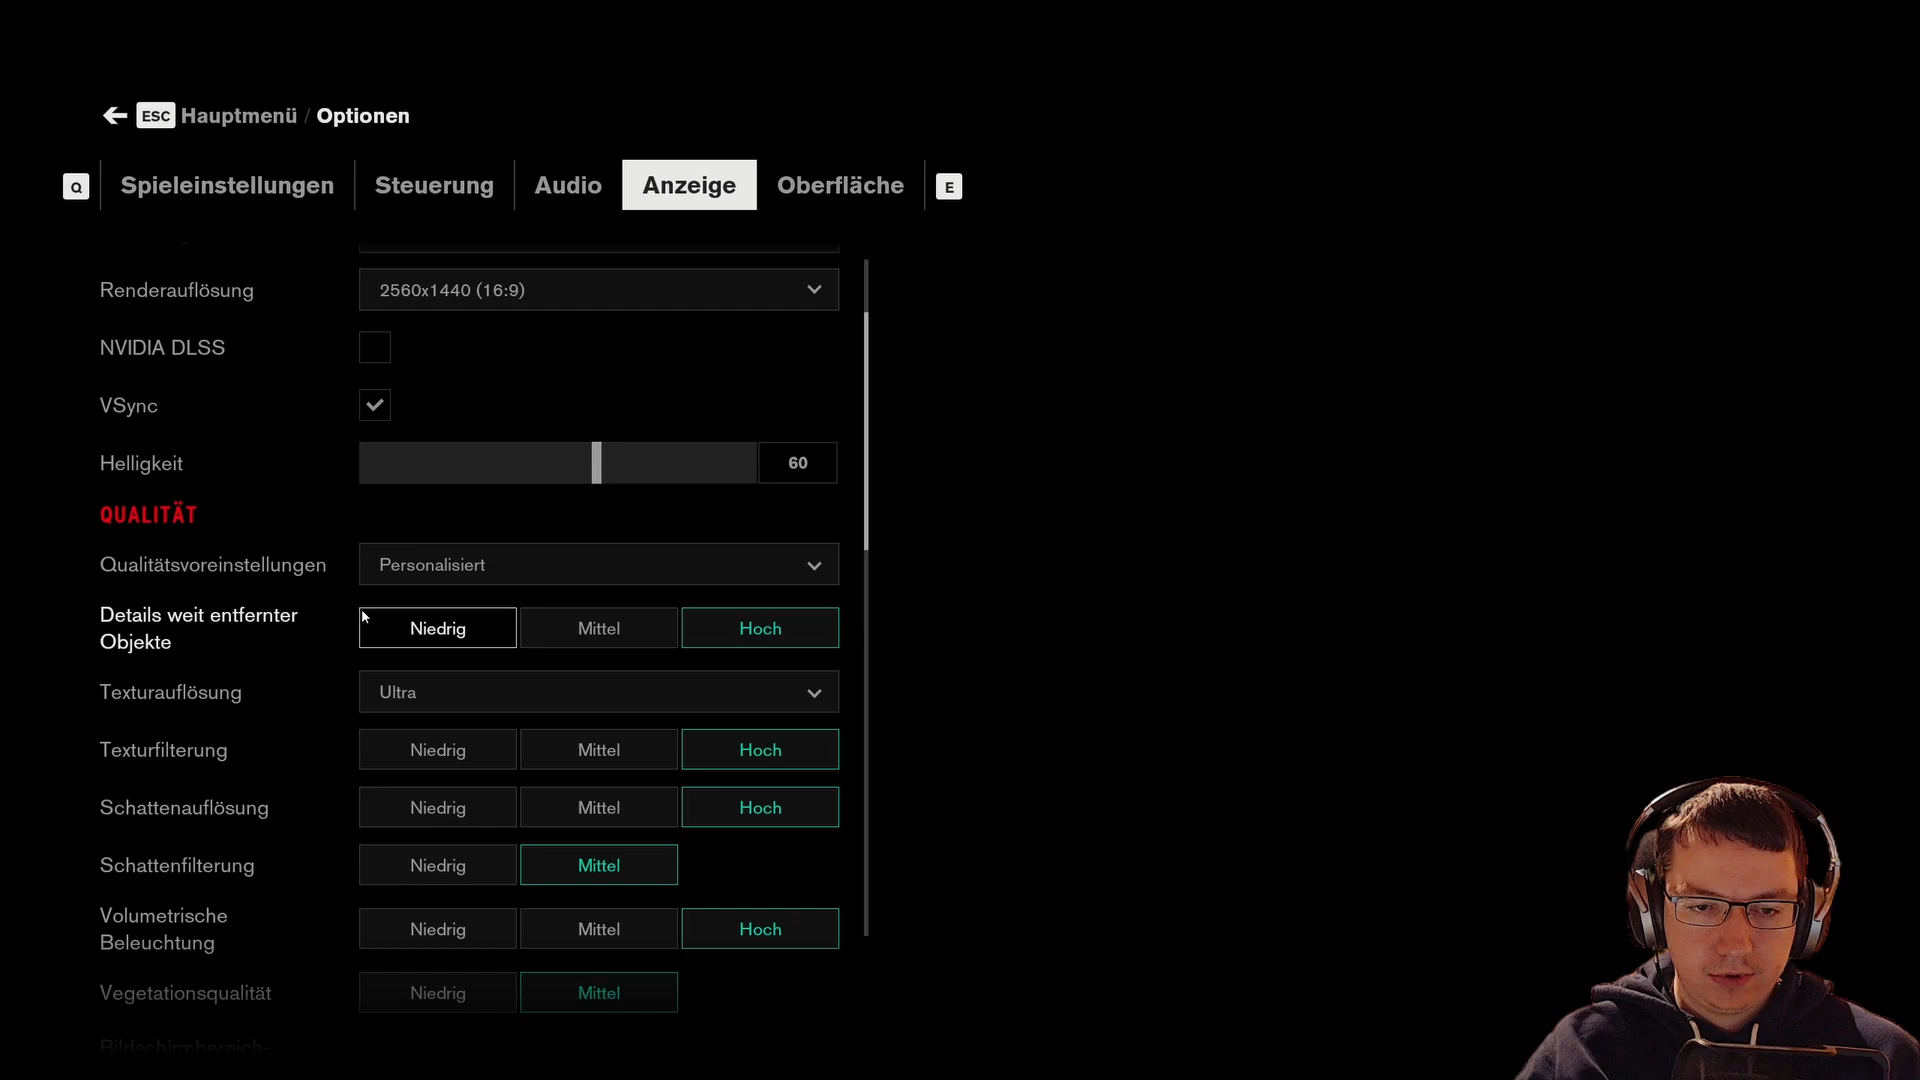 ESC Hauptmenü / Optionen
Q Spieleinstellungen Steuerung Audio Anzeige Oberfläche E
Renderauflösung 2560x1440 (16:9)
NVIDIA DLSS
VSync
Helligkeit 60
QUALITÄT
Qualitätsvoreinstellungen Personalisiert
Details weit entfernter
Objekte
Niedrig Mittel Hoch
Texturauflösung Ultra
Texturfilterung Niedrig Mittel Hoch
Schattenauflösung Niedrig Mittel Hoch
Schattenfilterung Niedrig Mittel
Volumetrische
Beleuchtung
Niedrig Mittel Hoch
Vegetationsqualität Niedrig Mittel
Bildschirmbereich-